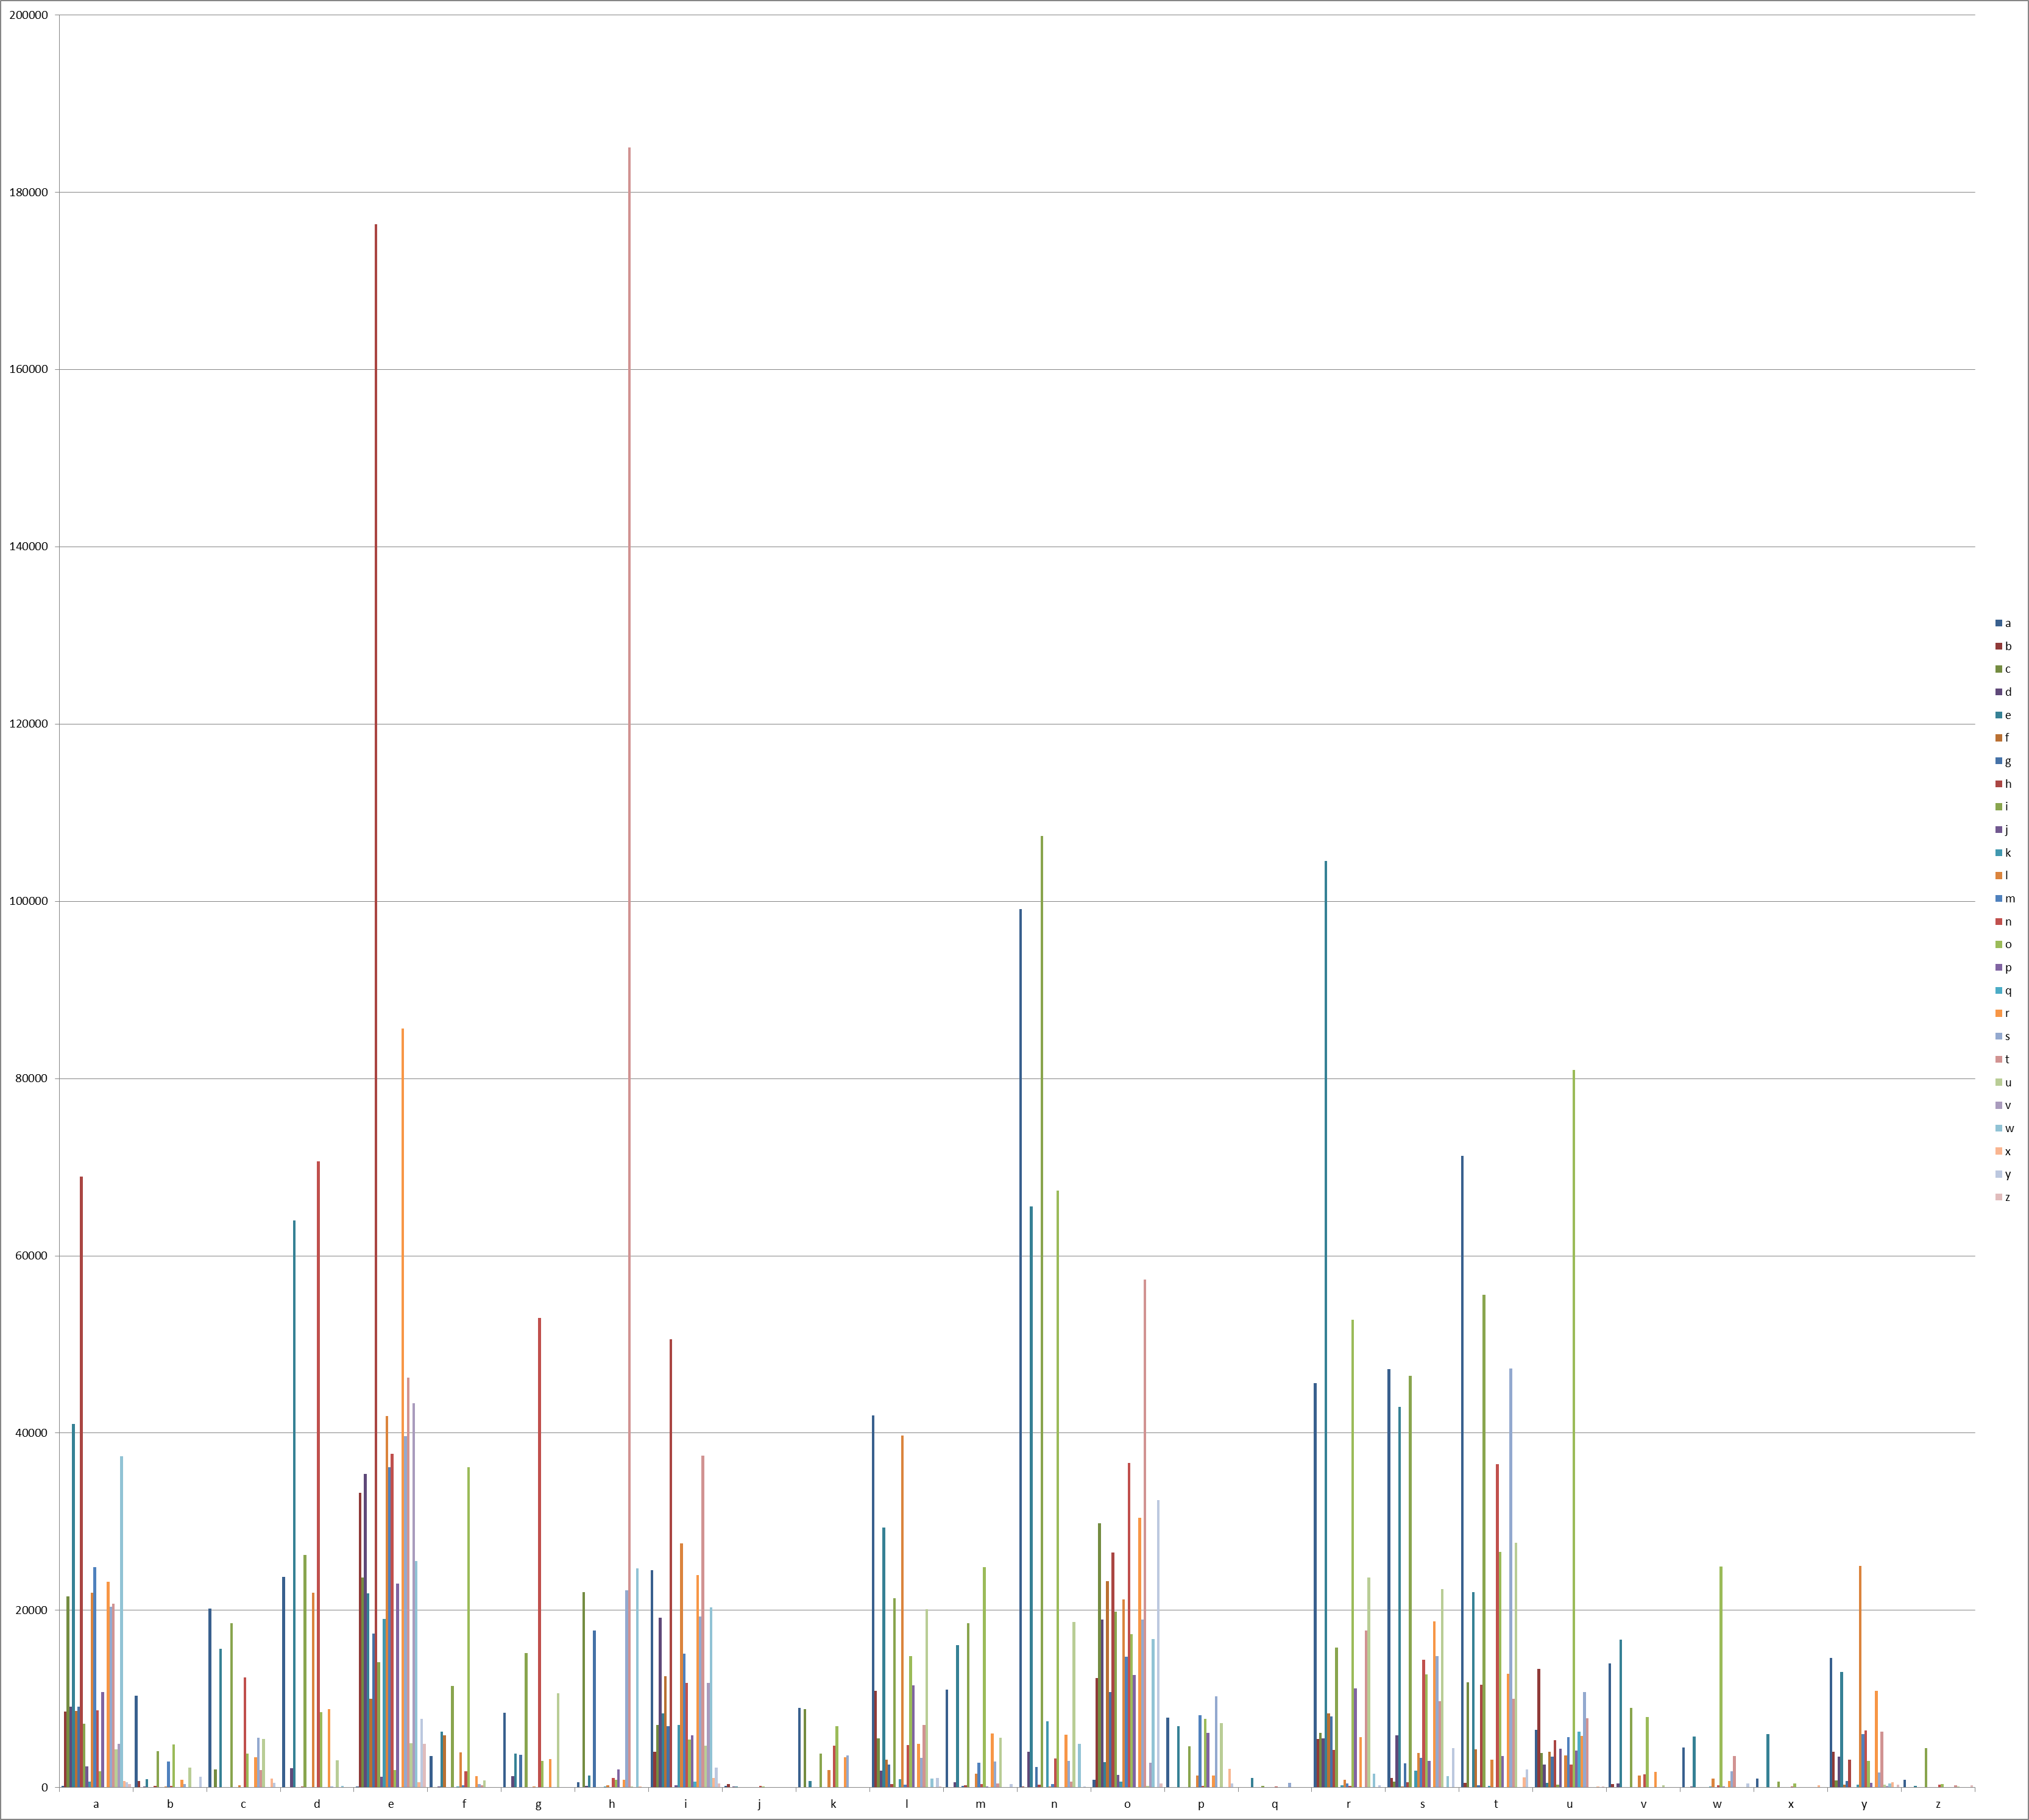 200000
180000
160000
140000
120000
100000
80000
60000
40000
20000
0
a b c d e f g h i j k l m n o p q r s t u v w x y z
a
b
c
d
e
f
g
h
i
j
k
l
m
n
o
p
q
r
s
t
u
v
w
x
y
z